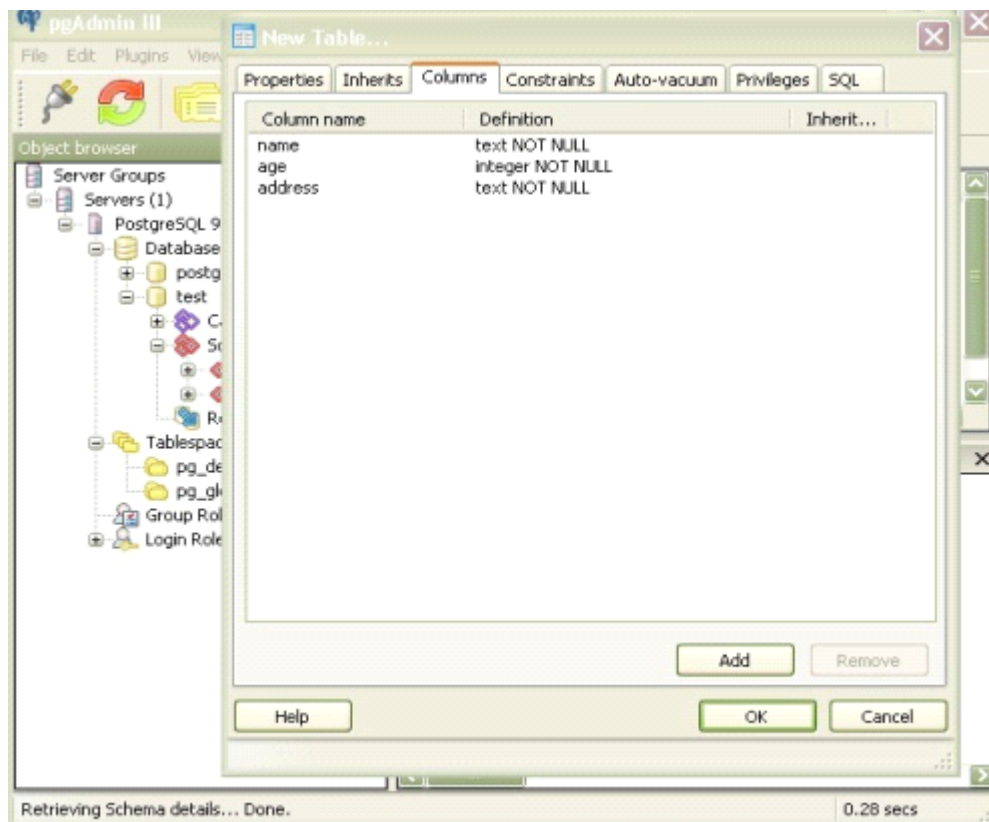 pgAdmin III
File Edit Plugins View
Object browser
Server Groups
Servers (1)
PostgreSQL 9
Database
postg
test
C
Sc
R
Tablespac
pg_de
pg_gl
Group Rol
Login Role
New Table...
Properties Inherits Columns Constraints Auto-vacuum Privileges SQL
Column name Definition Inherit...
name text NOT NULL
age integer NOT NULL
address text NOT NULL
Add Remove
Help OK Cancel
Retrieving Schema details... Done. 0.28 secs